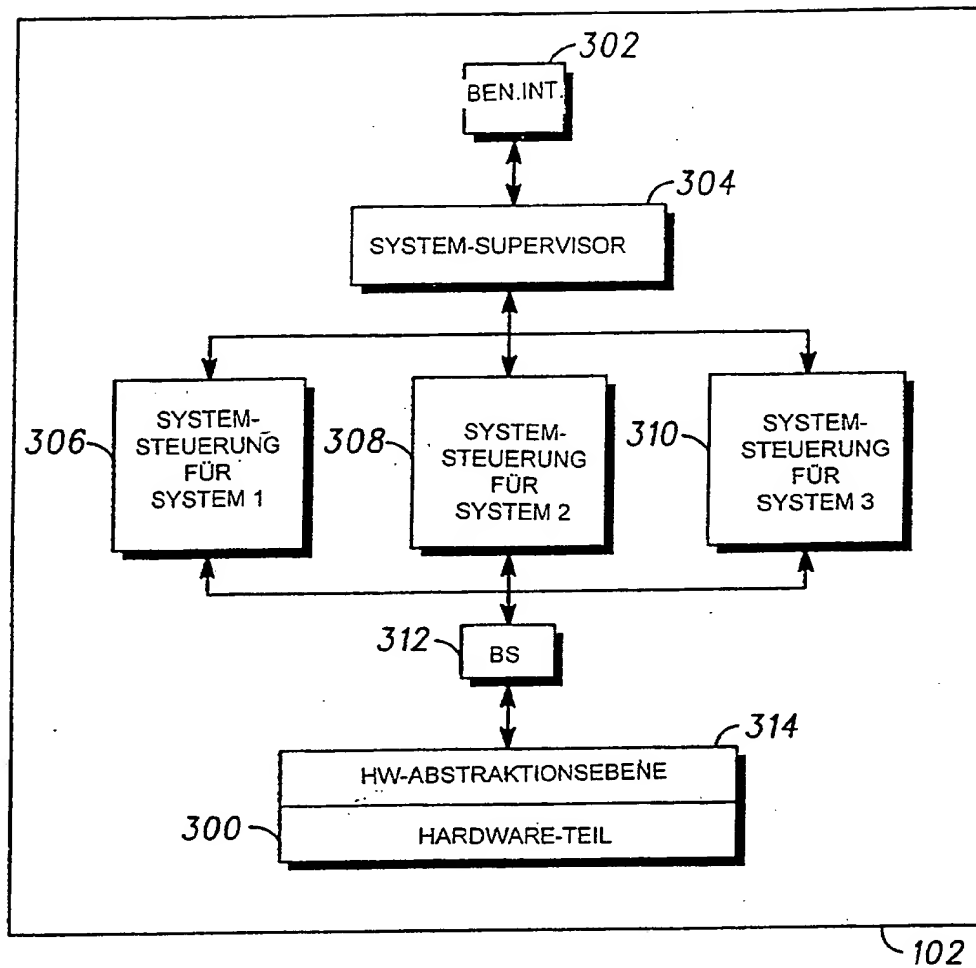 302
BEN.INT.
304
SYSTEM-SUPERVISOR
306
SYSTEM-
STEUERUNG
FÜR
SYSTEM 1
308
SYSTEM-
STEUERUNG
FÜR
SYSTEM 2
310
SYSTEM-
STEUERUNG
FÜR
SYSTEM 3
312
BS
314
HW-ABSTRAKTIONSEBENE
300
HARDWARE-TEIL
102